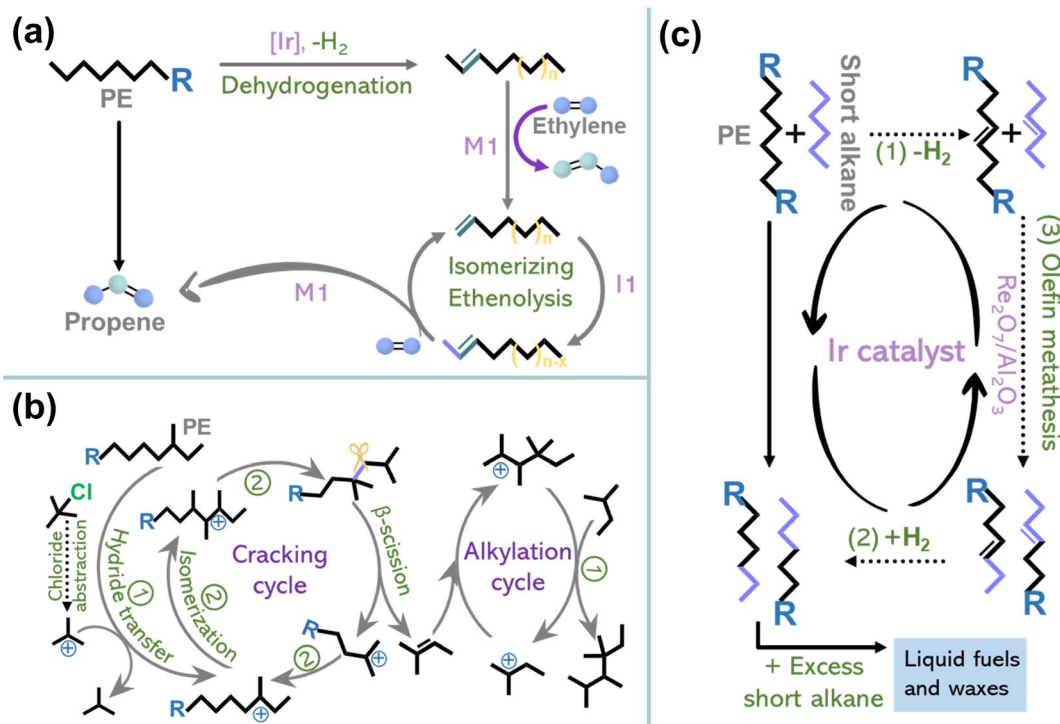 (a)
[Ir], -H2
Dehydrogenation
R
PE
n
Ethylene
M1
n
Isomerizing
Ethenolysis
I1
M1
Propene
n-x
(b)
PE
R
Cl
Chloride
abstraction
Hydride transfer
①
R
②
Isomerization
②
Cracking
cycle
R
β-scission
R
②
R
Alkylation
cycle
①
(c)
R
PE
+
Short alkane
(1) -H2
R
+
R
R
Ir catalyst
(3) Olefin metathesis
Re2O7/Al2O3
R
R
(2) +H2
R
R
+ Excess
short alkane
Liquid fuels
and waxes